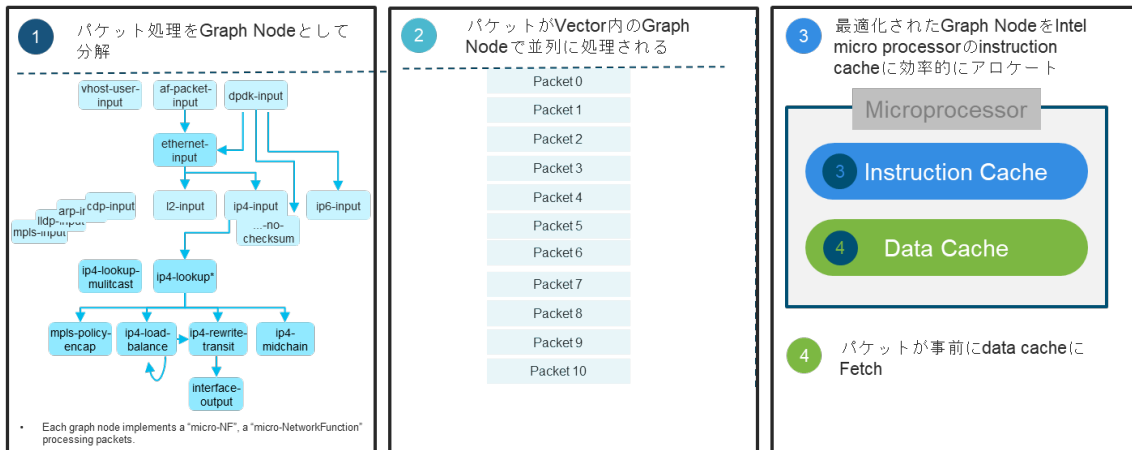 1
パケット処理をGraph Nodeとして
分解
vhost-user-
input
af-packet-
input
dpdk-input
ethernet-
input
mpls-input
lldp-input
arp-in
cdp-input
l2-input
ip4-input
ip6-input
...-no-
checksum
ip4-lookup-
mulitcast
ip4-lookup*
mpls-policy-
encap
ip4-load-
balance
ip4-rewrite-
transit
ip4-
midchain
interface-
output
• Each graph node implements a “micro-NF”, a “micro-NetworkFunction”
processing packets.
2
パケットがVector内のGraph
Nodeで並列に処理される
Packet 0
Packet 1
Packet 2
Packet 3
Packet 4
Packet 5
Packet 6
Packet 7
Packet 8
Packet 9
Packet 10
3
最適化されたGraph NodeをIntel
micro processorのinstruction
cacheに効率的にアロケート
Microprocessor
3 Instruction Cache
4 Data Cache
4
パケットが事前にdata cacheに
Fetch